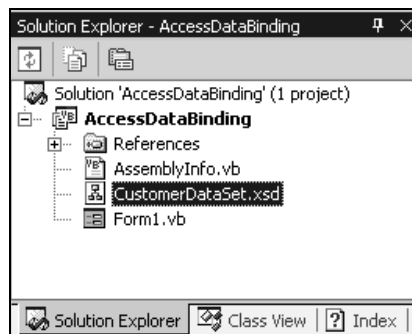 Solution Explorer - AccessDataBinding
Solution 'AccessDataBinding' (1 project)
AccessDataBinding
References
AssemblyInfo.vb
CustomerDataSet.xsd
Form1.vb
Solution Explorer Class View Index